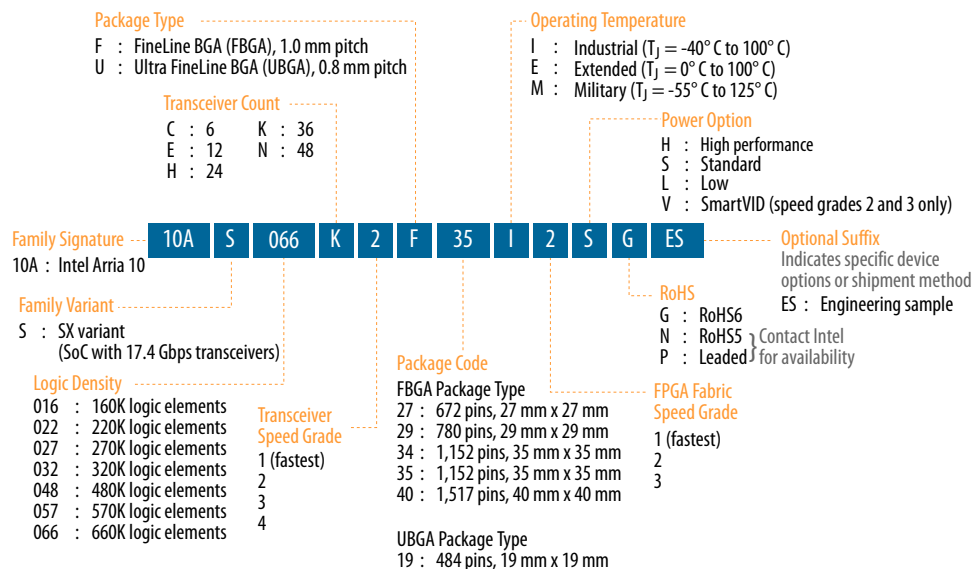 Package Type
F : FineLine BGA (FBGA), 1.0 mm pitch
U : Ultra FineLine BGA (UBGA), 0.8 mm pitch
Operating Temperature
I : Industrial (TJ = -40° C to 100° C)
E : Extended (TJ = 0° C to 100° C)
M : Military (TJ = -55° C to 125° C)
Transceiver Count
C : 6 K : 36
E : 12 N : 48
H : 24
Power Option
H : High performance
S : Standard
L : Low
V : SmartVID (speed grades 2 and 3 only)
Family Signature
10A : Intel Arria 10
10A S 066 K 2 F 35 I 2 S G ES
Optional Suffix
Indicates specific device
options or shipment method
ES : Engineering sample
Family Variant
S : SX variant
(SoC with 17.4 Gbps transceivers)
RoHS
G : RoHS6
N : RoHS5
P : Leaded
Contact Intel
for availability
Logic Density
016 : 160K logic elements
022 : 220K logic elements
027 : 270K logic elements
032 : 320K logic elements
048 : 480K logic elements
057 : 570K logic elements
066 : 660K logic elements
Transceiver
Speed Grade
1 (fastest)
2
3
4
Package Code
FBGA Package Type
27 : 672 pins, 27 mm x 27 mm
29 : 780 pins, 29 mm x 29 mm
34 : 1,152 pins, 35 mm x 35 mm
35 : 1,152 pins, 35 mm x 35 mm
40 : 1,517 pins, 40 mm x 40 mm
UBGA Package Type
19 : 484 pins, 19 mm x 19 mm
FPGA Fabric
Speed Grade
1 (fastest)
2
3